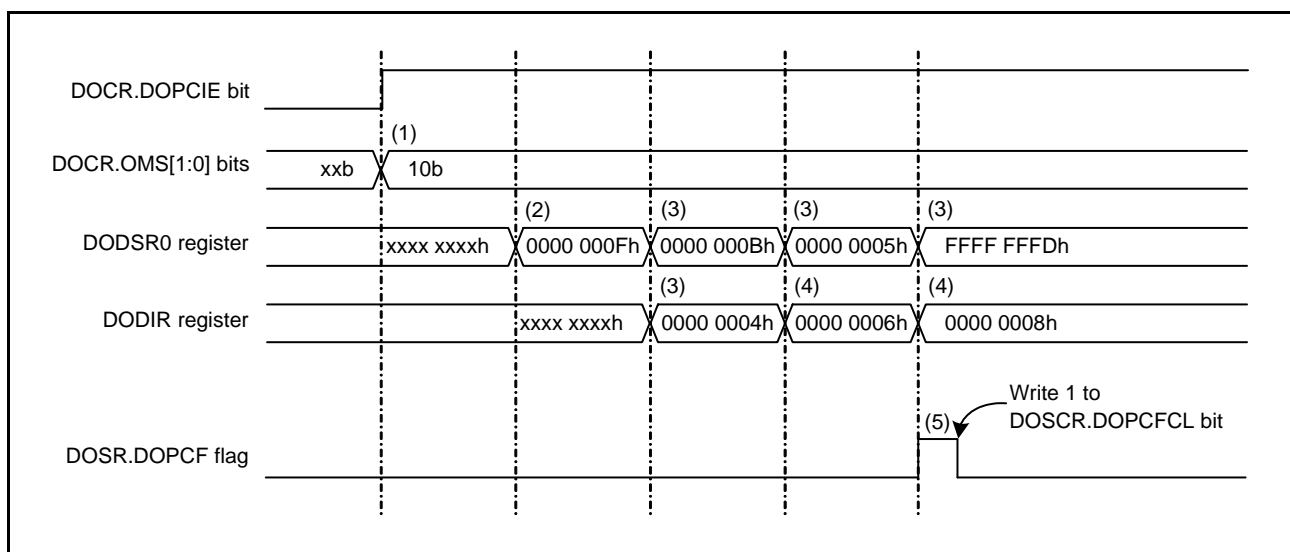 DOCR.DOPCIE bit
(1)
DOCR.OMS[1:0] bits xxb 10b
(2) (3) (3) (3)
DODSR0 register xxxx xxxxh 0000 000Fh 0000 000Bh 0000 0005h FFFF FFFDh
(3) (4) (4)
DODIR register xxxx xxxxh 0000 0004h 0000 0006h 0000 0008h
Write 1 to
(5) DOSCR.DOPCFCL bit
DOSR.DOPCF flag